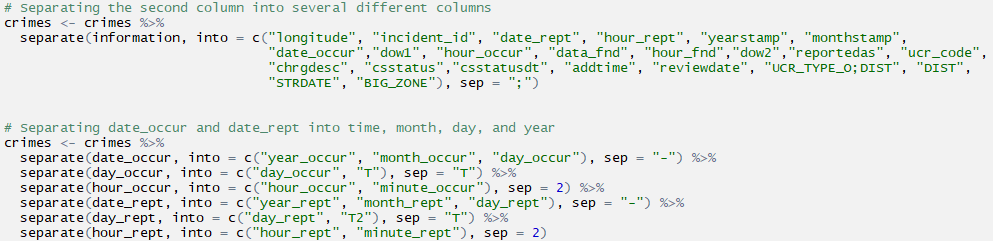 # Separating the second column into several different columns
crimes <- crimes %>%
separate(information, into = c("longitude", "incident_id", "date_rept", "hour_rept", "yearstamp", "monthstamp",
"date_occur","dow1", "hour_occur", "data_fnd", "hour_fnd","dow2","reportedas", "ucr_code",
"chrgdesc", "csstatus","csstatusdt", "addtime", "reviewdate", "UCR_TYPE_O;DIST", "DIST",
"STRDATE", "BIG_ZONE"), sep = ";")
# Separating date_occur and date_rept into time, month, day, and year
crimes <- crimes %>%
separate(date_occur, into = c("year_occur", "month_occur", "day_occur"), sep = "-") %>%
separate(day_occur, into = c("day_occur", "T"), sep = "T") %>%
separate(hour_occur, into = c("hour_occur", "minute_occur"), sep = 2) %>%
separate(date_rept, into = c("year_rept", "month_rept", "day_rept"), sep = "-") %>%
separate(day_rept, into = c("day_rept", "T2"), sep = "T") %>%
separate(hour_rept, into = c("hour_rept", "minute_rept"), sep = 2)